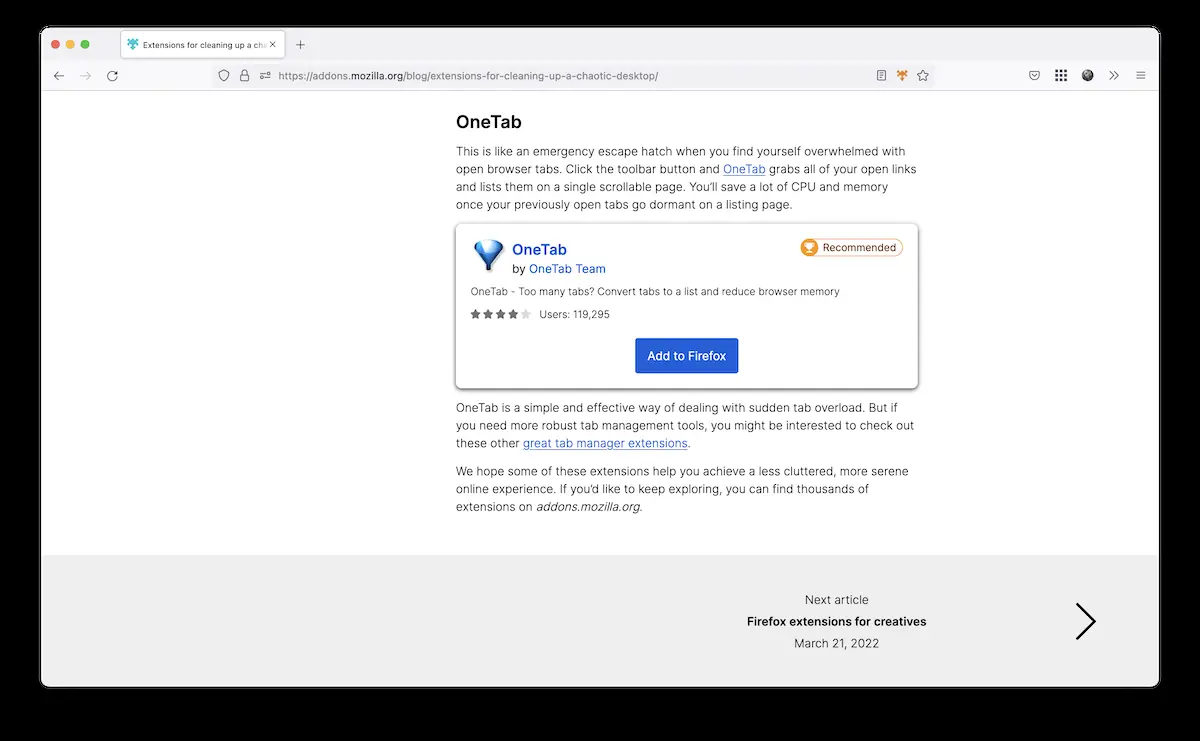 Extensions for cleaning up a cha
https://addons.mozilla.org/blog/extensions-for-cleaning-up-a-chaotic-desktop/
OneTab
This is like an emergency escape hatch when you find yourself overwhelmed with
open browser tabs. Click the toolbar button and OneTab grabs all of your open links
and lists them on a single scrollable page. You’ll save a lot of CPU and memory
once your previously open tabs go dormant on a listing page.
OneTab
Recommended
by OneTab Team
OneTab - Too many tabs? Convert tabs to a list and reduce browser memory
Users: 119,295
Add to Firefox
OneTab is a simple and effective way of dealing with sudden tab overload. But if
you need more robust tab management tools, you might be interested to check out
these other great tab manager extensions.
We hope some of these extensions help you achieve a less cluttered, more serene
online experience. If you’d like to keep exploring, you can find thousands of
extensions on addons.mozilla.org.
Next article
Firefox extensions for creatives
March 21, 2022